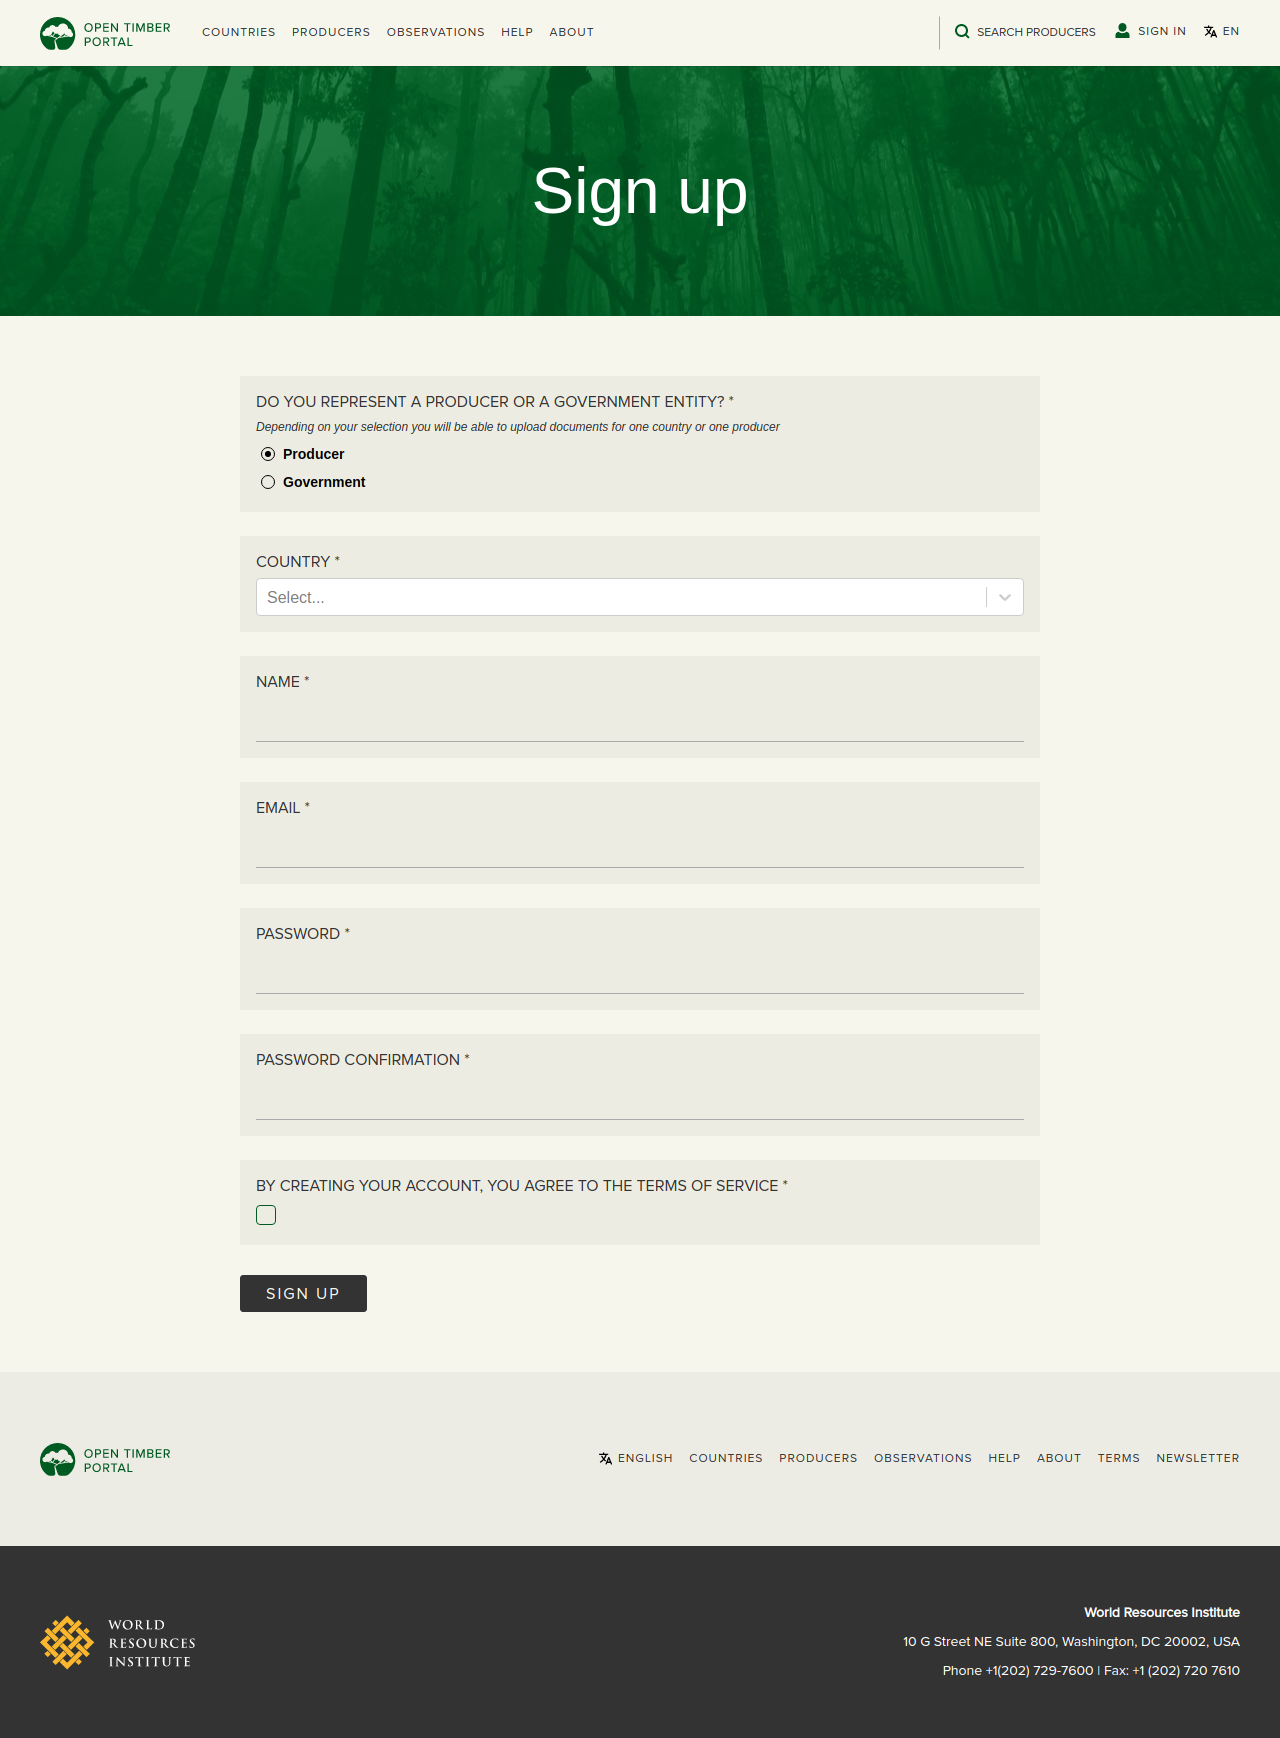 OPEN TIMBER
PORTAL
COUNTRIES PRODUCERS OBSERVATIONS HELP ABOUT
SEARCH PRODUCERS SIGN IN EN
Sign up
DO YOU REPRESENT A PRODUCER OR A GOVERNMENT ENTITY? *
Depending on your selection you will be able to upload documents for one country or one producer
Producer
Government
COUNTRY *
Select...
NAME *
EMAIL *
PASSWORD *
PASSWORD CONFIRMATION *
BY CREATING YOUR ACCOUNT, YOU AGREE TO THE TERMS OF SERVICE *
SIGN UP
OPEN TIMBER
PORTAL
ENGLISH COUNTRIES PRODUCERS OBSERVATIONS HELP ABOUT TERMS NEWSLETTER
WORLD
RESOURCES
INSTITUTE
World Resources Institute
10 G Street NE Suite 800, Washington, DC 20002, USA
Phone +1(202) 729-7600 | Fax: +1 (202) 720 7610